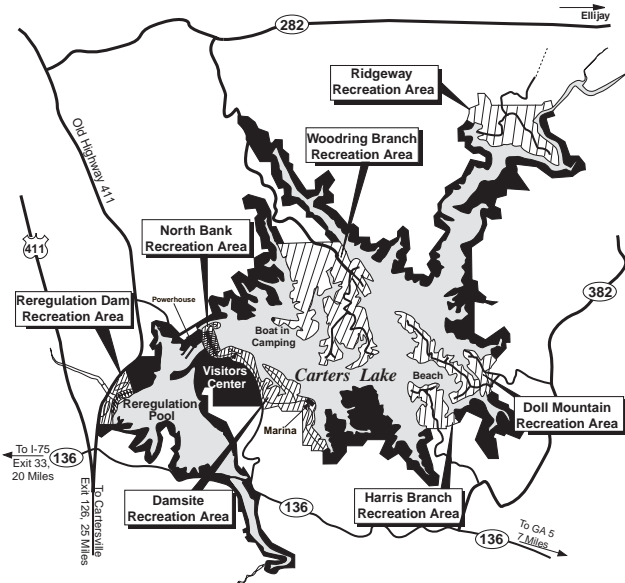 282
Ellijay
Ridgeway
Recreation Area
Woodring Branch
Recreation Area
Old Highway 411
North Bank
Recreation Area
411
382
Reregulation Dam
Recreation Area
Powerhouse
Boat in
Camping
Visitors
Center
Carters Lake
Beach
Reregulation
Pool
Doll Mountain
Recreation Area
Marina
To I-75
Exit 33,
20 Miles
136
To Cartersville
Exit 126, 25 Miles
Damsite
Recreation Area
136
Harris Branch
Recreation Area
136
To GA 5
7 Miles